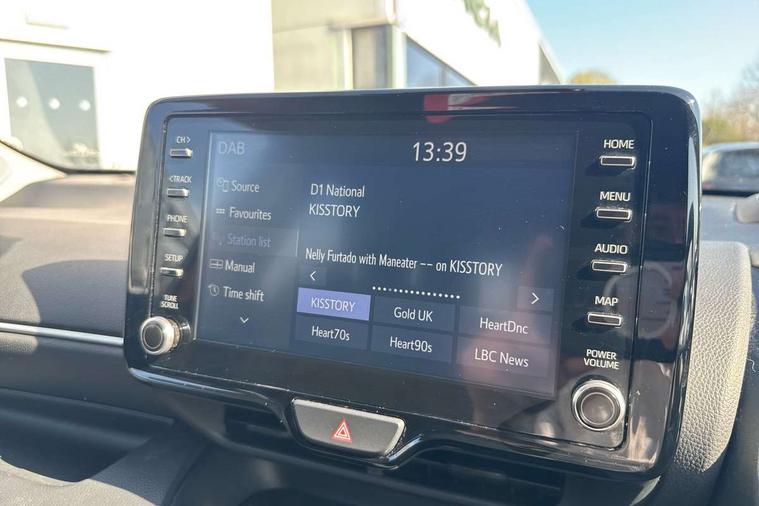 CH >
< TRACK
PHONE
SETUP
TUNE
SCROLL
DAB
13:39
Source
Favourites
Station list
Manual
Time shift
D1 National
KISSTORY
Nelly Furtado with Maneater –– on KISSTORY
KISSTORY
Gold UK
HeartDnc
Heart70s
Heart90s
LBC News
HOME
MENU
AUDIO
MAP
POWER
VOLUME